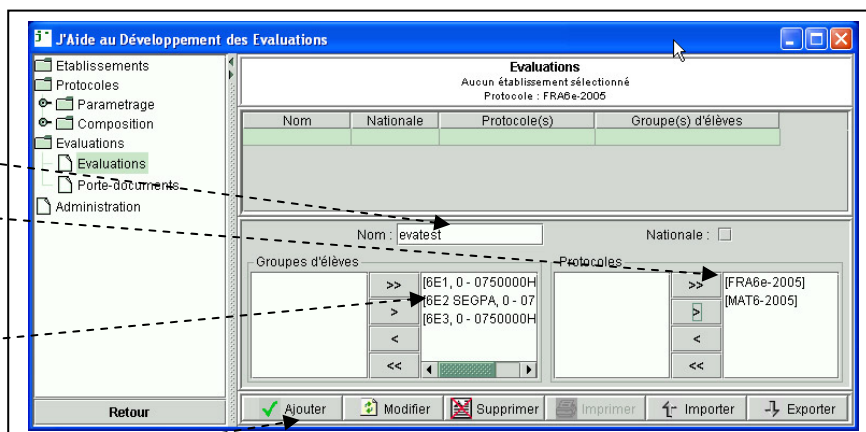 J'Aide au Développement des Evaluations
Etablissements
Protocoles
Parametrage
Composition
Evaluations
Evaluations
Porte-documents
Administration
Retour
Evaluations
Aucun établissement sélectionné
Protocole : FRA6e-2005
Nom Nationale Protocole(s) Groupe(s) d'élèves
Nom : evatest Nationale :
Groupes d'élèves Protocoles
>> [6E1, 0 - 0750000H >> [FRA6e-2005]
> [6E2 SEGPA, 0 - 07 > [MAT6-2005]
< [6E3, 0 - 0750000H <
<< <<
Ajouter Modifier Supprimer Imprimer Importer Exporter